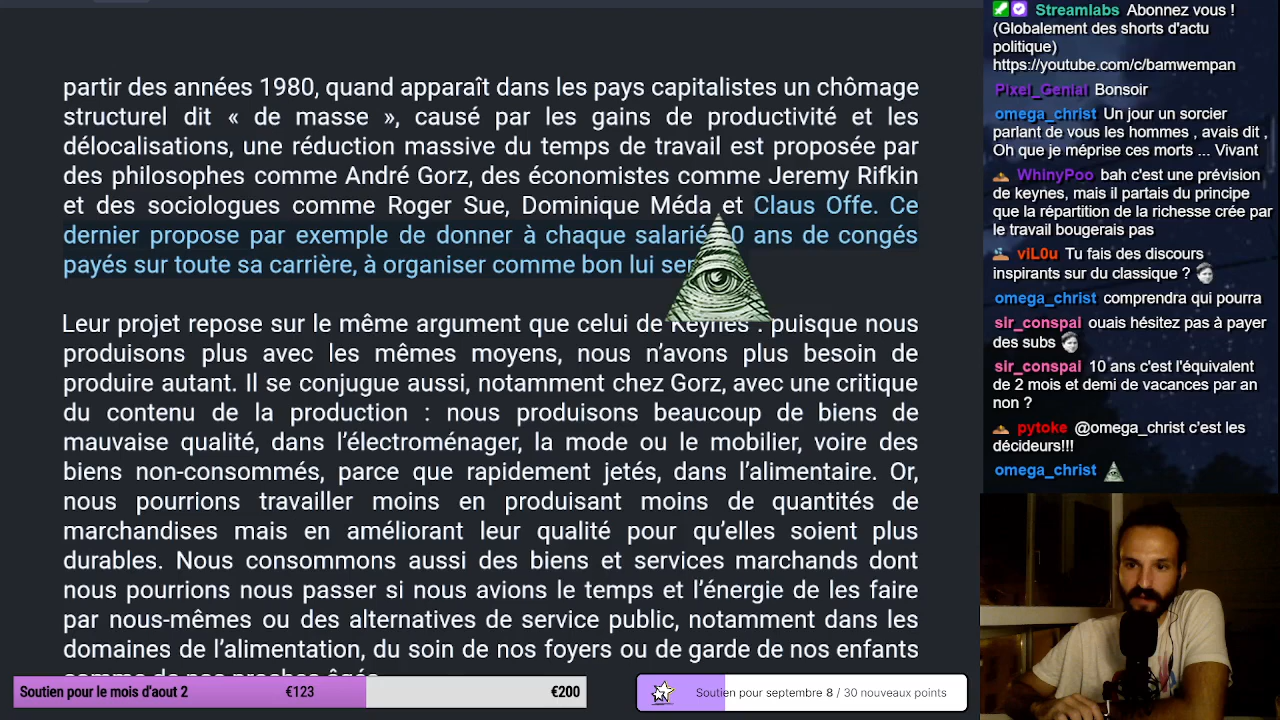 partir des années 1980, quand apparaît dans les pays capitalistes un chômage
structurel dit « de masse », causé par les gains de productivité et les
délocalisations, une réduction massive du temps de travail est proposée par
des philosophes comme André Gorz, des économistes comme Jeremy Rifkin
et des sociologues comme Roger Sue, Dominique Méda et Claus Offe. Ce
dernier propose par exemple de donner à chaque salarié 0 ans de congés
payés sur toute sa carrière, à organiser comme bon lui
Leur projet repose sur le même argument que celui de Keynes : puisque nous
produisons plus avec les mêmes moyens, nous n’avons plus besoin de
produire autant. Il se conjugue aussi, notamment chez Gorz, avec une critique
du contenu de la production : nous produisons beaucoup de biens de
mauvaise qualité, dans l’électroménager, la mode ou le mobilier, voire des
biens non-consommés, parce que rapidement jetés, dans l’alimentaire. Or,
nous pourrions travailler moins en produisant moins de quantités de
marchandises mais en améliorant leur qualité pour qu’elles soient plus
durables. Nous consommons aussi des biens et services marchands dont
nous pourrions nous passer si nous avions le temps et l’énergie de les faire
par nous-mêmes ou des alternatives de service public, notamment dans les
domaines de l’alimentation, du soin de nos foyers ou de garde de nos enfants
Soutien pour le mois d'aout 2 €123 €200
Soutien pour septembre 8 / 30 nouveaux points
Streamlabs Abonnez vous !
(Globalement des shorts d'actu
politique)
https://youtube.com/c/bamwempan
Pixel_Genial Bonsoir
omega_christ Un jour un sorcier
parlant de vous les hommes , avais dit ,
Oh que je méprise ces morts ... Vivant
WhinyPoo bah c'est une prévision
de keynes, mais il partais du principe
que la répartition de la richesse crée par
le travail bougerais pas
viL0u Tu fais des discours
inspirants sur du classique ?
omega_christ comprendra qui pourra
sir_conspai ouais hésitez pas à payer
des subs
sir_conspai 10 ans c'est l'équivalent
de 2 mois et demi de vacances par an
non ?
pytoke @omega_christ c'est les
décideurs!!!
omega_christ